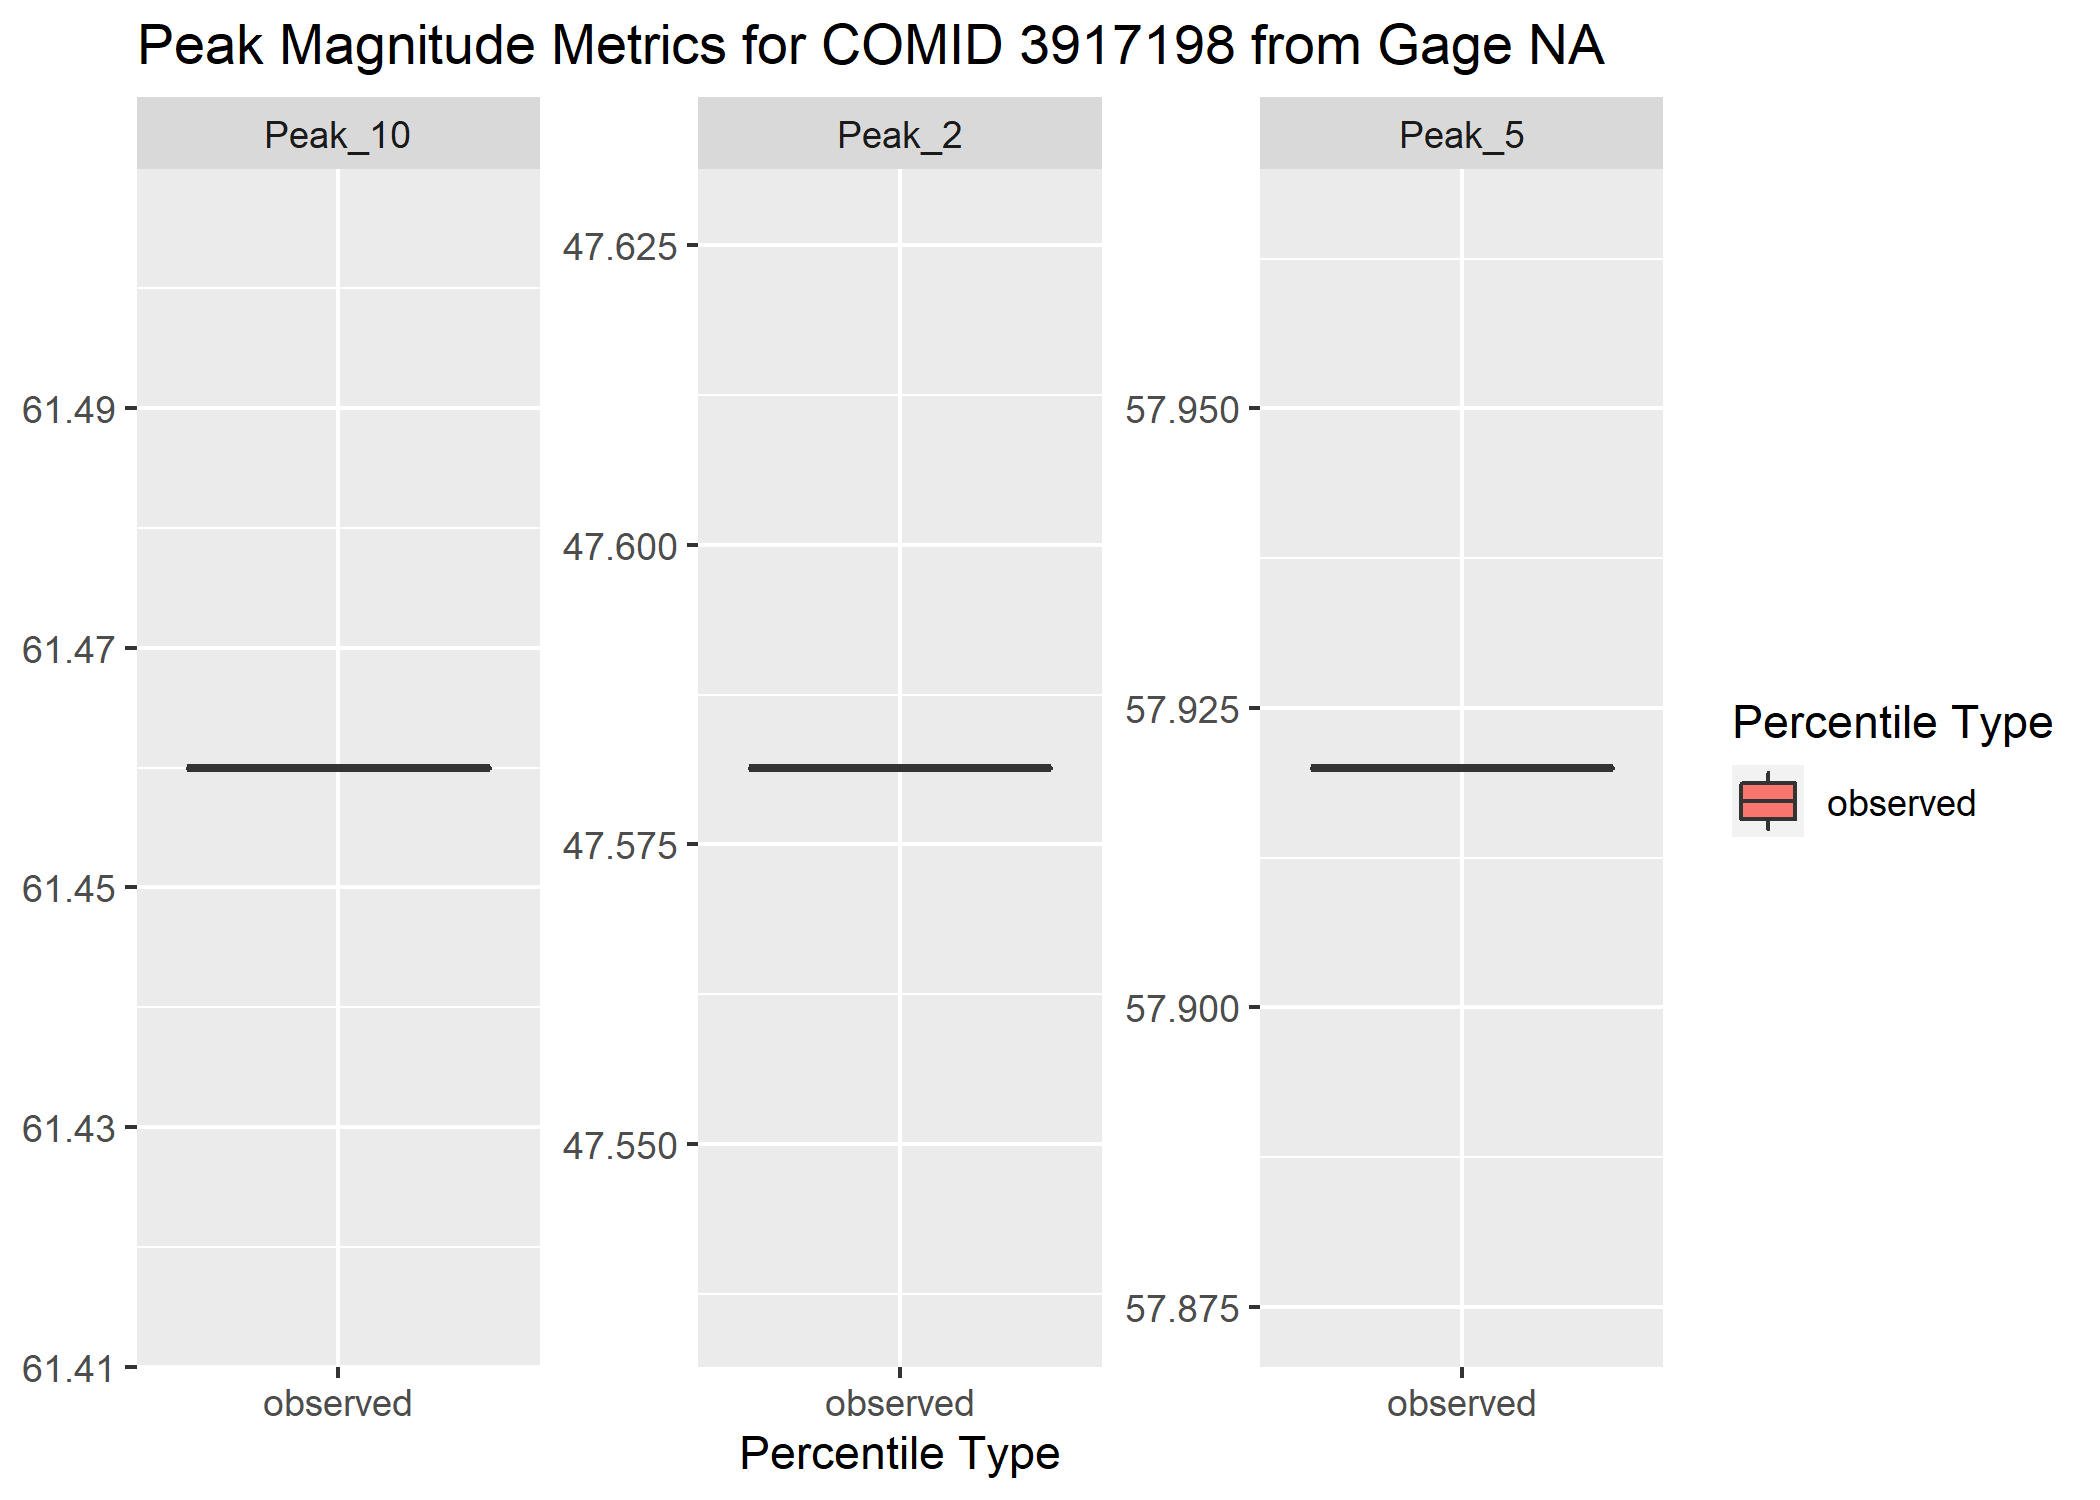 Peak Magnitude Metrics for COMID 3917198 from Gage NA
Peak_10
Peak_2
Peak_5
61.49
61.47
61.45
61.43
61.41
47.625
47.600
47.575
47.550
57.950
57.925
57.900
57.875
observed
observed
observed
Percentile Type
Percentile Type
observed